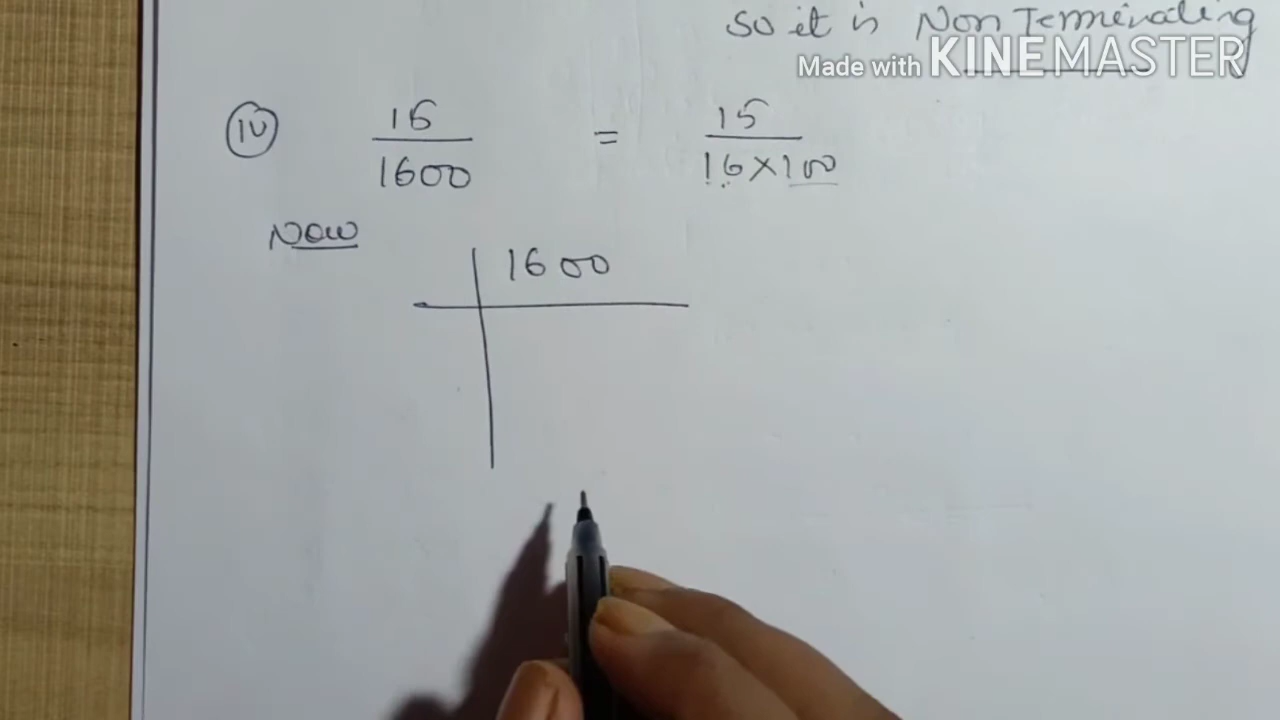 So it is Non Terminating
Made with KINEMASTER
(iv) 15/1600 = 15/16×100
Now
1600